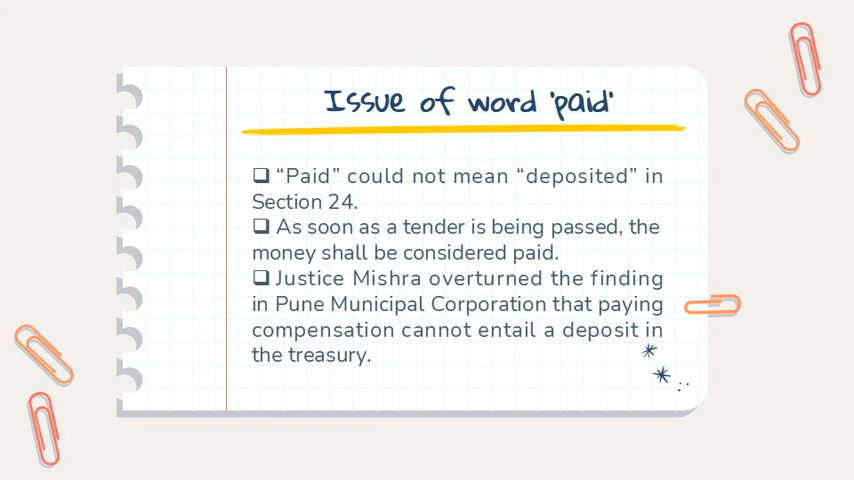 Issue of word 'paid'
❑ “Paid” could not mean “deposited” in
Section 24.
❑ As soon as a tender is being passed, the
money shall be considered paid.
❑ Justice Mishra overturned the finding
in Pune Municipal Corporation that paying
compensation cannot entail a deposit in
the treasury.